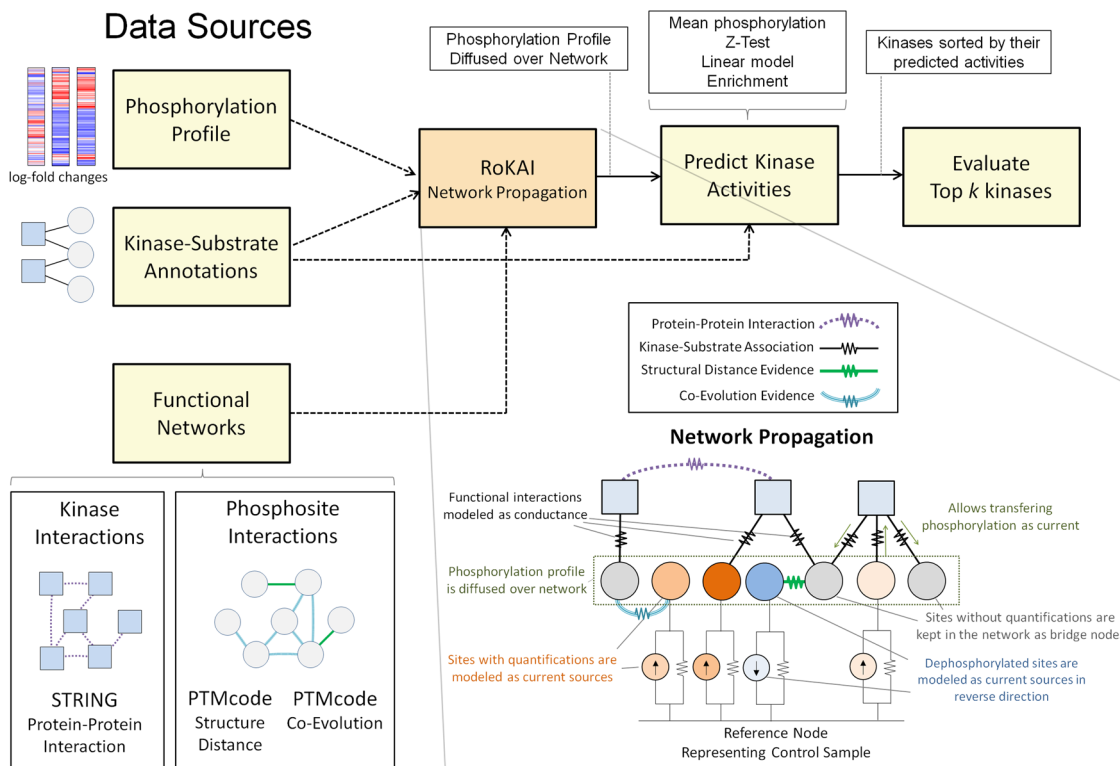 Data Sources
Phosphorylation
Profile
log-fold changes
Kinase-Substrate
Annotations
Functional
Networks
Phosphorylation Profile
Diffused over Network
RoKAI
Network Propagation
Mean phosphorylation
Z-Test
Linear model
Enrichment
Predict Kinase
Activities
Kinases sorted by their
predicted activities
Evaluate
Top k kinases
Kinase
Interactions
STRING
Protein-Protein
Interaction
Phosphosite
Interactions
PTMcode
Structure
Distance
PTMcode
Co-Evolution
Protein-Protein Interaction
Kinase-Substrate Association
Structural Distance Evidence
Co-Evolution Evidence
Network Propagation
Functional interactions
modeled as conductance
Allows transfering
phosphorylation as current
Phosphorylation profile
is diffused over network
Sites without quantifications are
kept in the network as bridge node
Sites with quantifications are
modeled as current sources
Dephosphorylated sites are
modeled as current sources in
reverse direction
Reference Node
Representing Control Sample